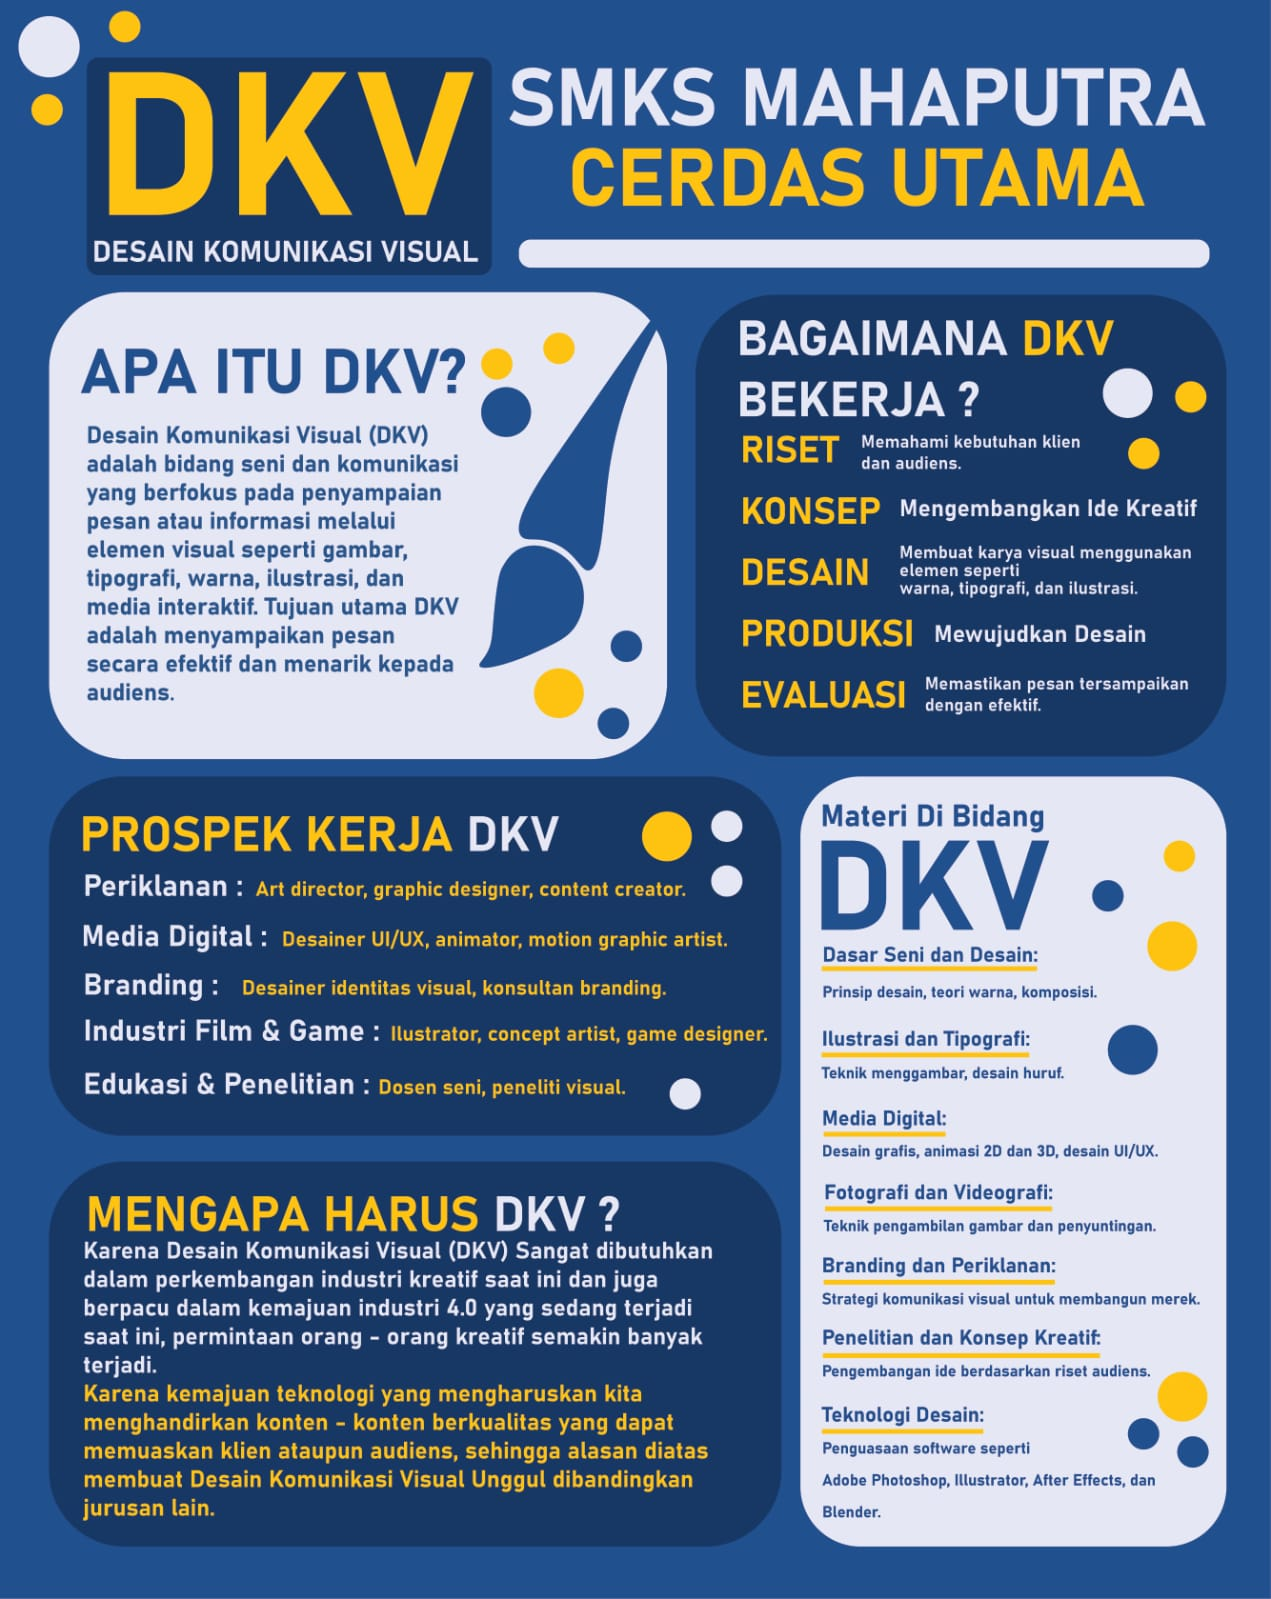 DKV
DESAIN KOMUNIKASI VISUAL
SMKS MAHAPUTRA
CERDAS UTAMA
APA ITU DKV?
Desain Komunikasi Visual (DKV)
adalah bidang seni dan komunikasi
yang berfokus pada penyampaian
pesan atau informasi melalui
elemen visual seperti gambar,
tipografi, warna, ilustrasi, dan
media interaktif. Tujuan utama DKV
adalah menyampaikan pesan
secara efektif dan menarik kepada
audiens.
BAGAIMANA DKV
BEKERJA ?
RISET Memahami kebutuhan klien
dan audiens.
KONSEP Mengembangkan Ide Kreatif
DESAIN Membuat karya visual menggunakan
elemen seperti
warna, tipografi, dan ilustrasi.
PRODUKSI Mewujudkan Desain
EVALUASI Memastikan pesan tersampaikan
dengan efektif.
PROSPEK KERJA DKV
Periklanan : Art director, graphic designer, content creator.
Media Digital : Desainer UI/UX, animator, motion graphic artist.
Branding : Desainer identitas visual, konsultan branding.
Industri Film & Game : Ilustrator, concept artist, game designer.
Edukasi & Penelitian : Dosen seni, peneliti visual.
MENGAPA HARUS DKV ?
Karena Desain Komunikasi Visual (DKV) Sangat dibutuhkan
dalam perkembangan industri kreatif saat ini dan juga
berpacu dalam kemajuan industri 4.0 yang sedang terjadi
saat ini, permintaan orang - orang kreatif semakin banyak
terjadi.
Karena kemajuan teknologi yang mengharuskan kita
menghandirkan konten - konten berkualitas yang dapat
memuaskan klien ataupun audiens, sehingga alasan diatas
membuat Desain Komunikasi Visual Unggul dibandingkan
jurusan lain.
Materi Di Bidang
DKV
Dasar Seni dan Desain:
Prinsip desain, teori warna, komposisi.
Ilustrasi dan Tipografi:
Teknik menggambar, desain huruf.
Media Digital:
Desain grafis, animasi 2D dan 3D, desain UI/UX.
Fotografi dan Videografi:
Teknik pengambilan gambar dan penyuntingan.
Branding dan Periklanan:
Strategi komunikasi visual untuk membangun merek.
Penelitian dan Konsep Kreatif:
Pengembangan ide berdasarkan riset audiens.
Teknologi Desain:
Penguasaan software seperti
Adobe Photoshop, Illustrator, After Effects, dan
Blender.